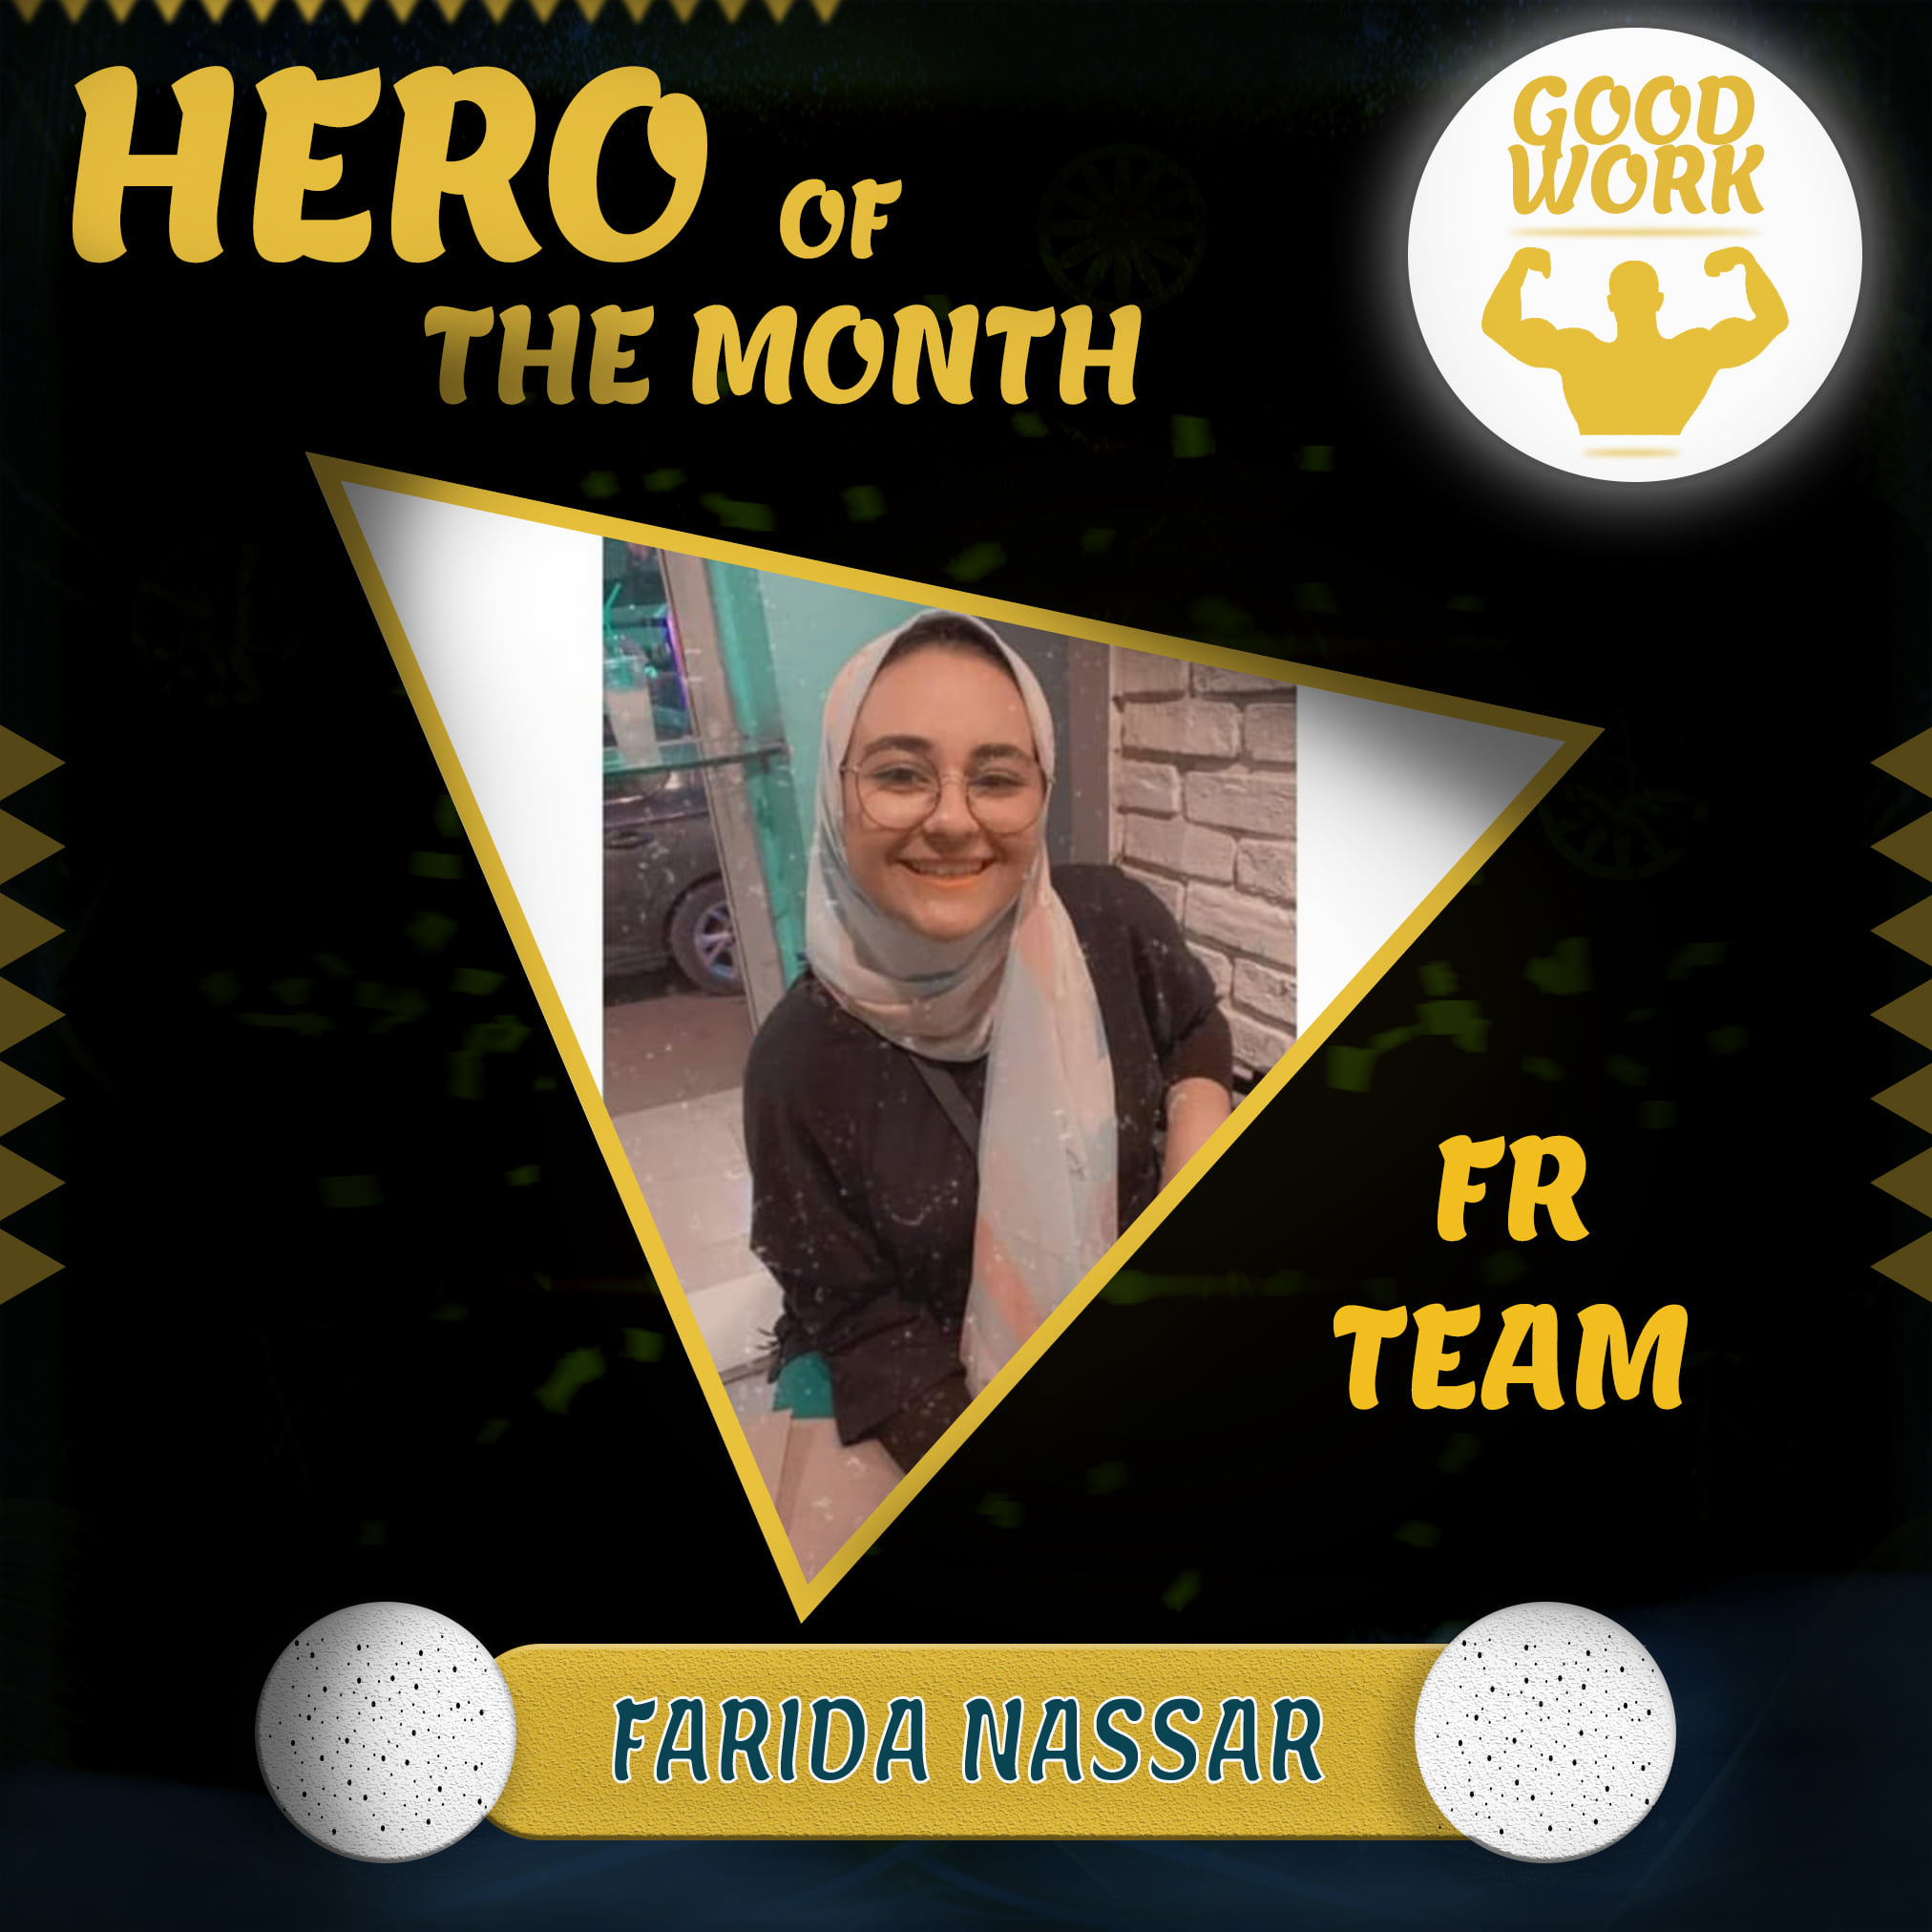 HERO OF
THE MONTH
GOOD
WORK
FR
TEAM
FARIDA NASSAR